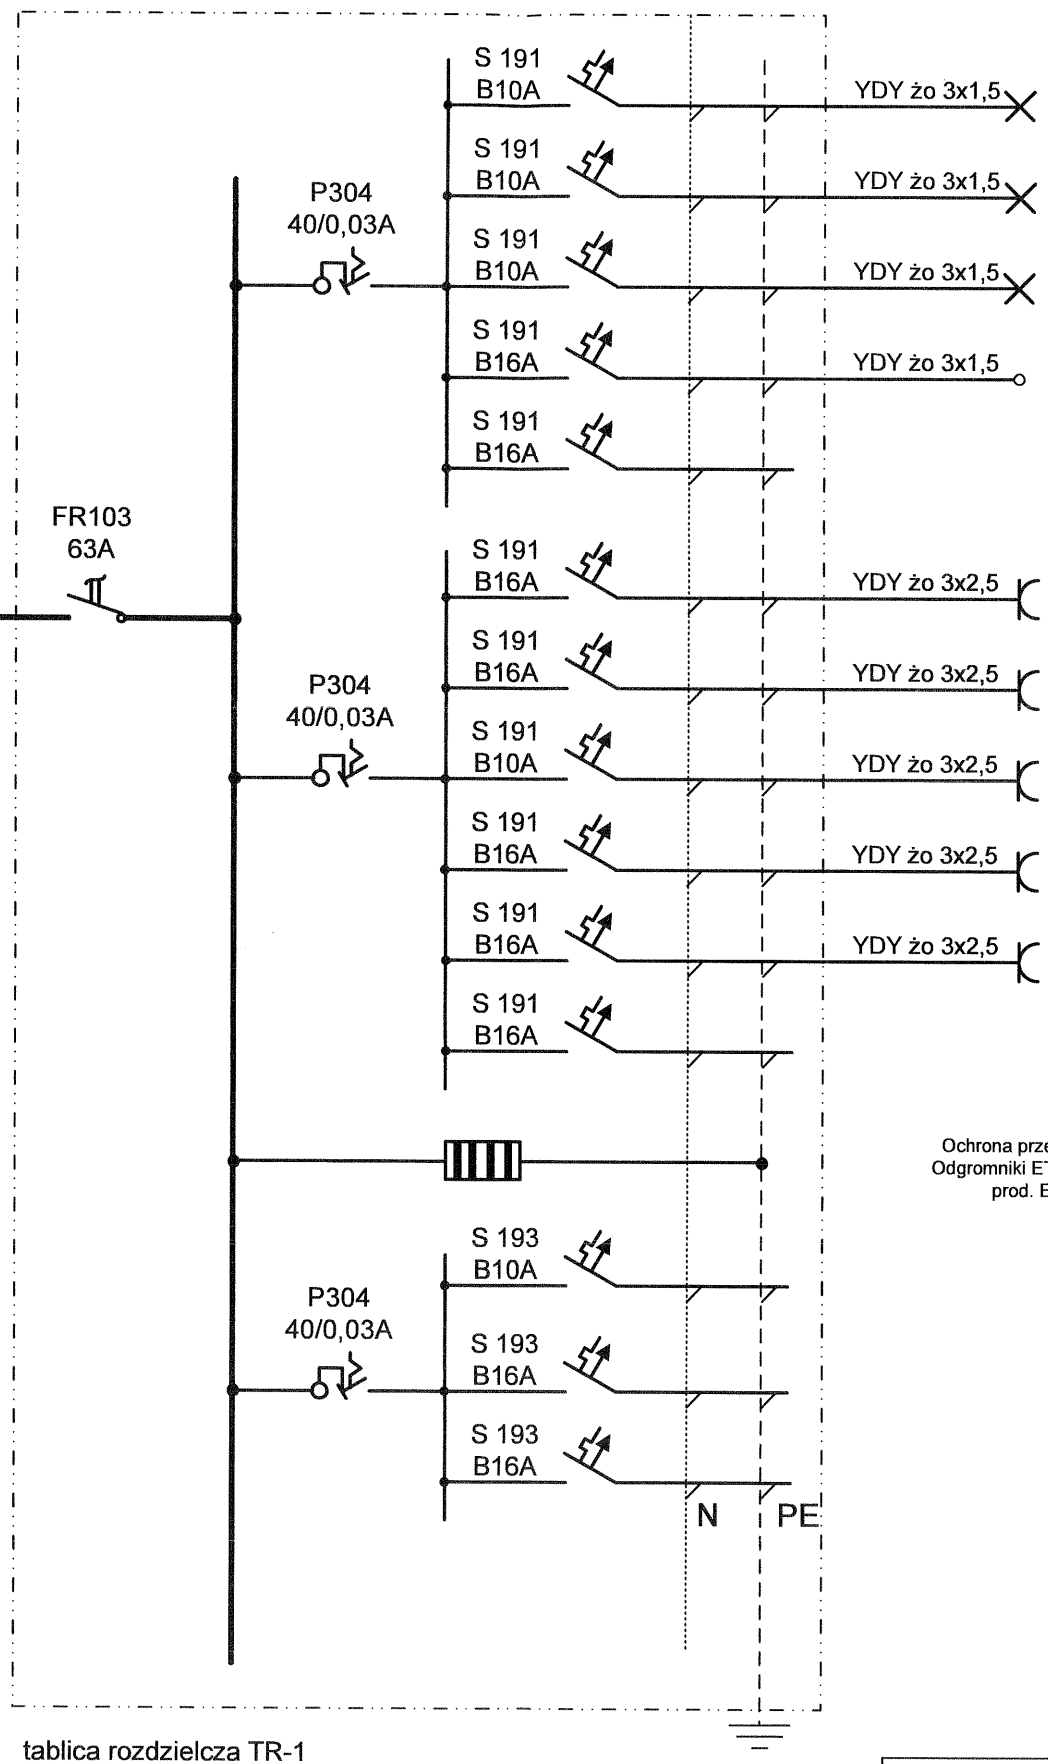 S 191
B10A
YDY żo 3x1,5
S 191
B10A
YDY żo 3x1,5
P304
40/0,03A
S 191
B10A
YDY żo 3x1,5
S 191
B16A
YDY żo 3x1,5
S 191
B16A
FR103
63A
S 191
B16A
YDY żo 3x2,5
S 191
B16A
YDY żo 3x2,5
P304
40/0,03A
S 191
B10A
YDY żo 3x2,5
S 191
B16A
YDY żo 3x2,5
S 191
B16A
YDY żo 3x2,5
S 191
B16A
Ochrona prze
Odgromniki E
prod. E
S 193
B10A
P304
40/0,03A
S 193
B16A
S 193
B16A
N
PE
tablica rozdzielcza TR-1